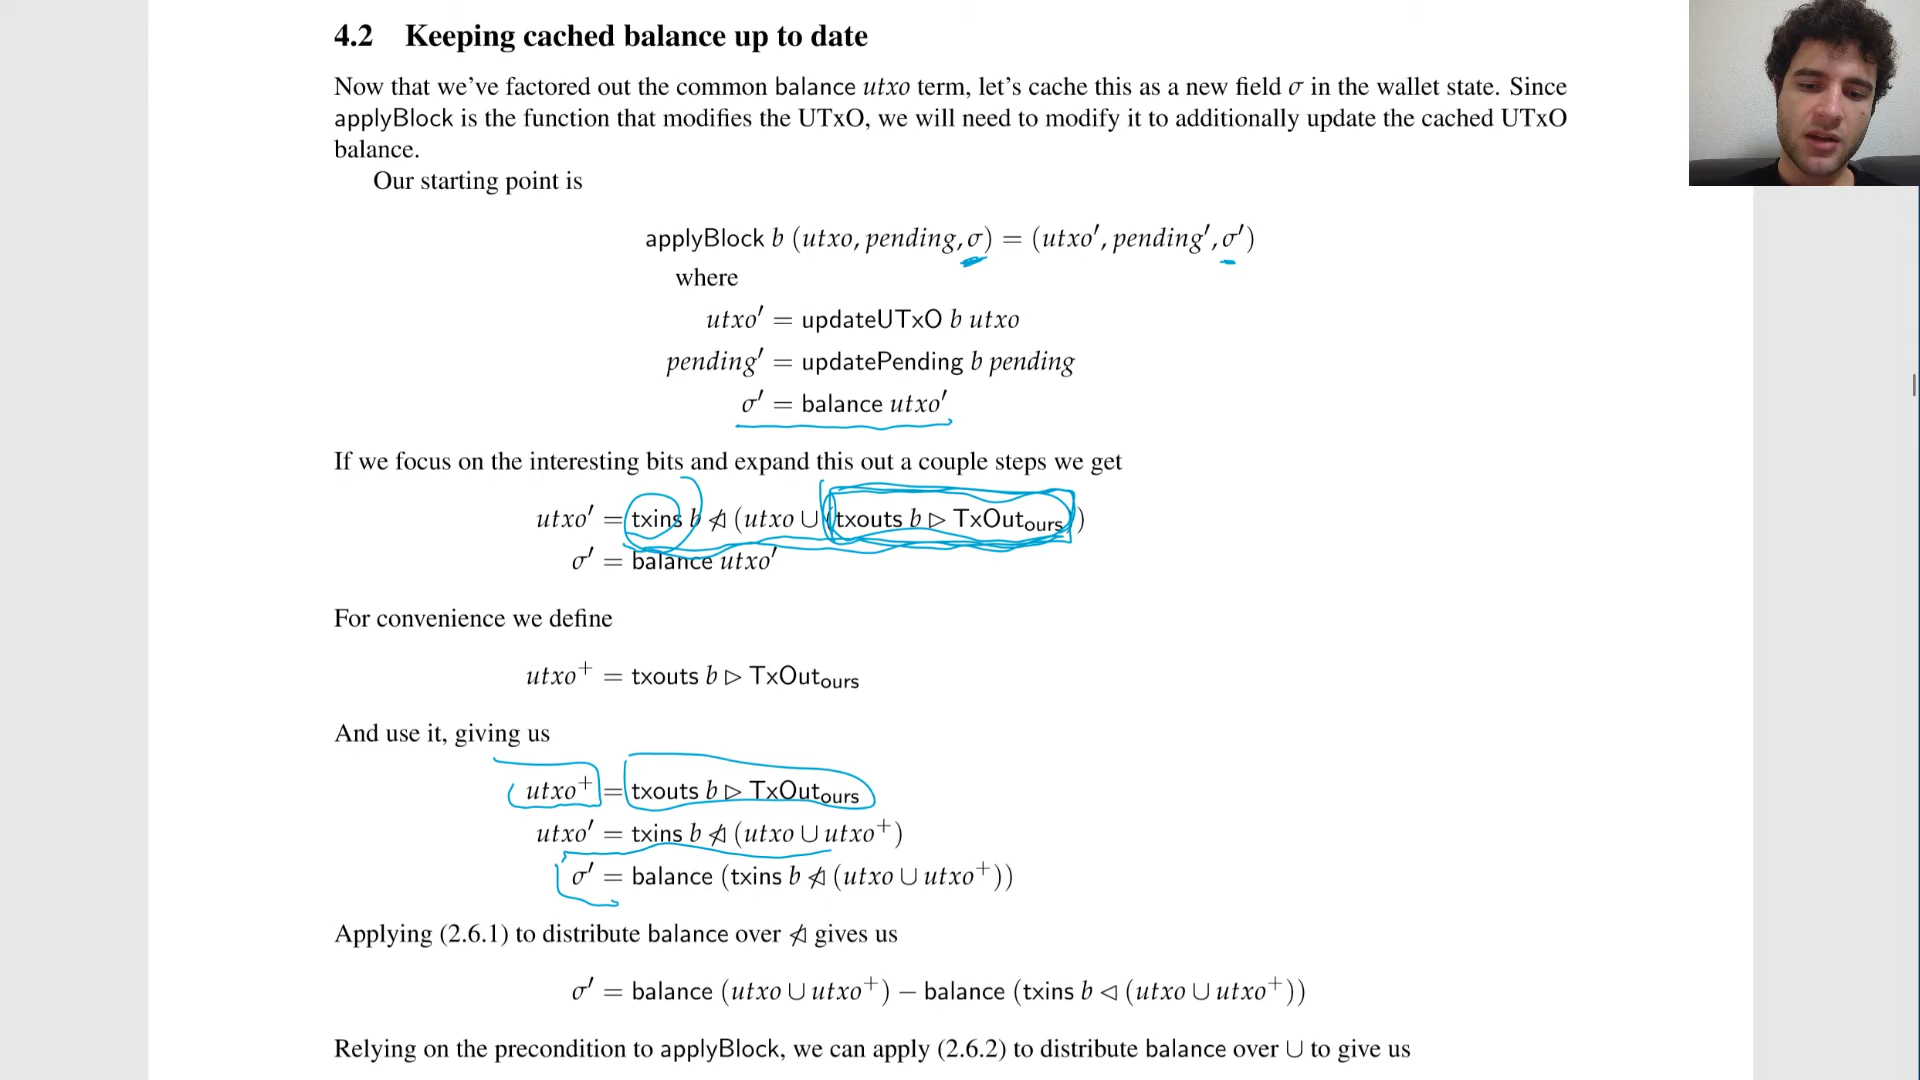 4.2 Keeping cached balance up to date
Now that we've factored out the common balance utxo term, let's cache this as a new field σ in the wallet state. Since
applyBlock is the function that modifies the UTxO, we will need to modify it to additionally update the cached UTxO
balance.
Our starting point is
applyBlock b (utxo, pending, σ) = (utxo′, pending′, σ′)
where
utxo′ = updateUTxO b utxo
pending′ = updatePending b pending
σ′ = balance utxo′
If we focus on the interesting bits and expand this out a couple steps we get
utxo′ = txins b ⋪ (utxo ∪ (txouts b ▷ TxOutours))
σ′ = balance utxo′
For convenience we define
utxo⁺ = txouts b ▷ TxOutours
And use it, giving us
utxo⁺ = txouts b ▷ TxOutours
utxo′ = txins b ⋪ (utxo ∪ utxo⁺)
σ′ = balance (txins b ⋪ (utxo ∪ utxo⁺))
Applying (2.6.1) to distribute balance over ⋪ gives us
σ′ = balance (utxo ∪ utxo⁺) − balance (txins b ◁ (utxo ∪ utxo⁺))
Relying on the precondition to applyBlock, we can apply (2.6.2) to distribute balance over ∪ to give us